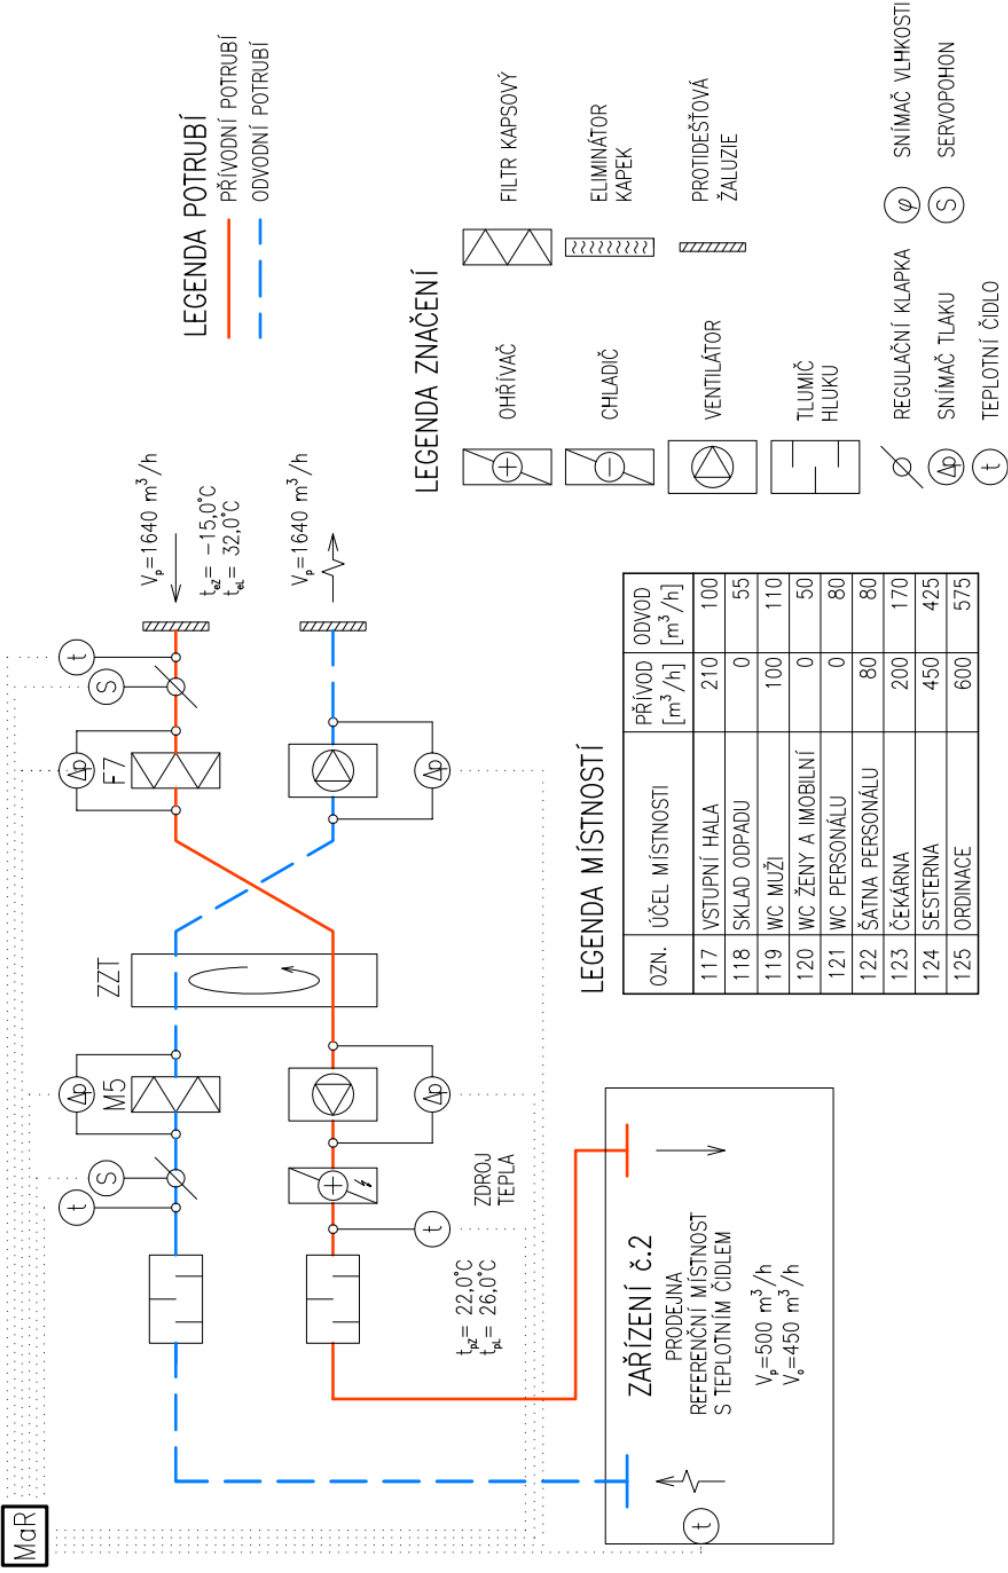 MaR
t
S
Δp
M5
ZZT
Δp
F7
S
t
Vₚ=1640 m³/h
tₑZ= −15,0°C
tₑL= 32,0°C
Vₚ=1640 m³/h
tₚZ= 22,0°C
tₚL= 26,0°C
t
ZDROJ
TEPLA
Δp
Δp
ZAŘÍZENÍ č.2
PRODEJNA
REFERENČNÍ MÍSTNOST
S TEPLOTNÍM ČIDLEM
Vₚ=500 m³/h
Vₒ=450 m³/h
t
LEGENDA POTRUBÍ
PŘÍVODNÍ POTRUBÍ
ODVODNÍ POTRUBÍ
LEGENDA ZNAČENÍ
OHŘÍVAČ
FILTR KAPSOVÝ
CHLADIČ
ELIMINÁTOR
KAPEK
VENTILÁTOR
PROTIDEŠŤOVÁ
ŽALUZIE
TLUMIČ
HLUKU
REGULAČNÍ KLAPKA
φ SNÍMAČ VLHKOSTI
Δp SNÍMAČ TLAKU
S SERVOPOHON
t TEPLOTNÍ ČIDLO
LEGENDA MÍSTNOSTÍ
OZN. ÚČEL MÍSTNOSTI PŘÍVOD [m³/h] ODVOD [m³/h]
117 VSTUPNÍ HALA 210 100
118 SKLAD ODPADU 0 55
119 WC MUŽI 100 110
120 WC ŽENY A IMOBILNÍ 0 50
121 WC PERSONÁLU 0 80
122 ŠATNA PERSONÁLU 80 80
123 ČEKÁRNA 200 170
124 SESTERNA 450 425
125 ORDINACE 600 575